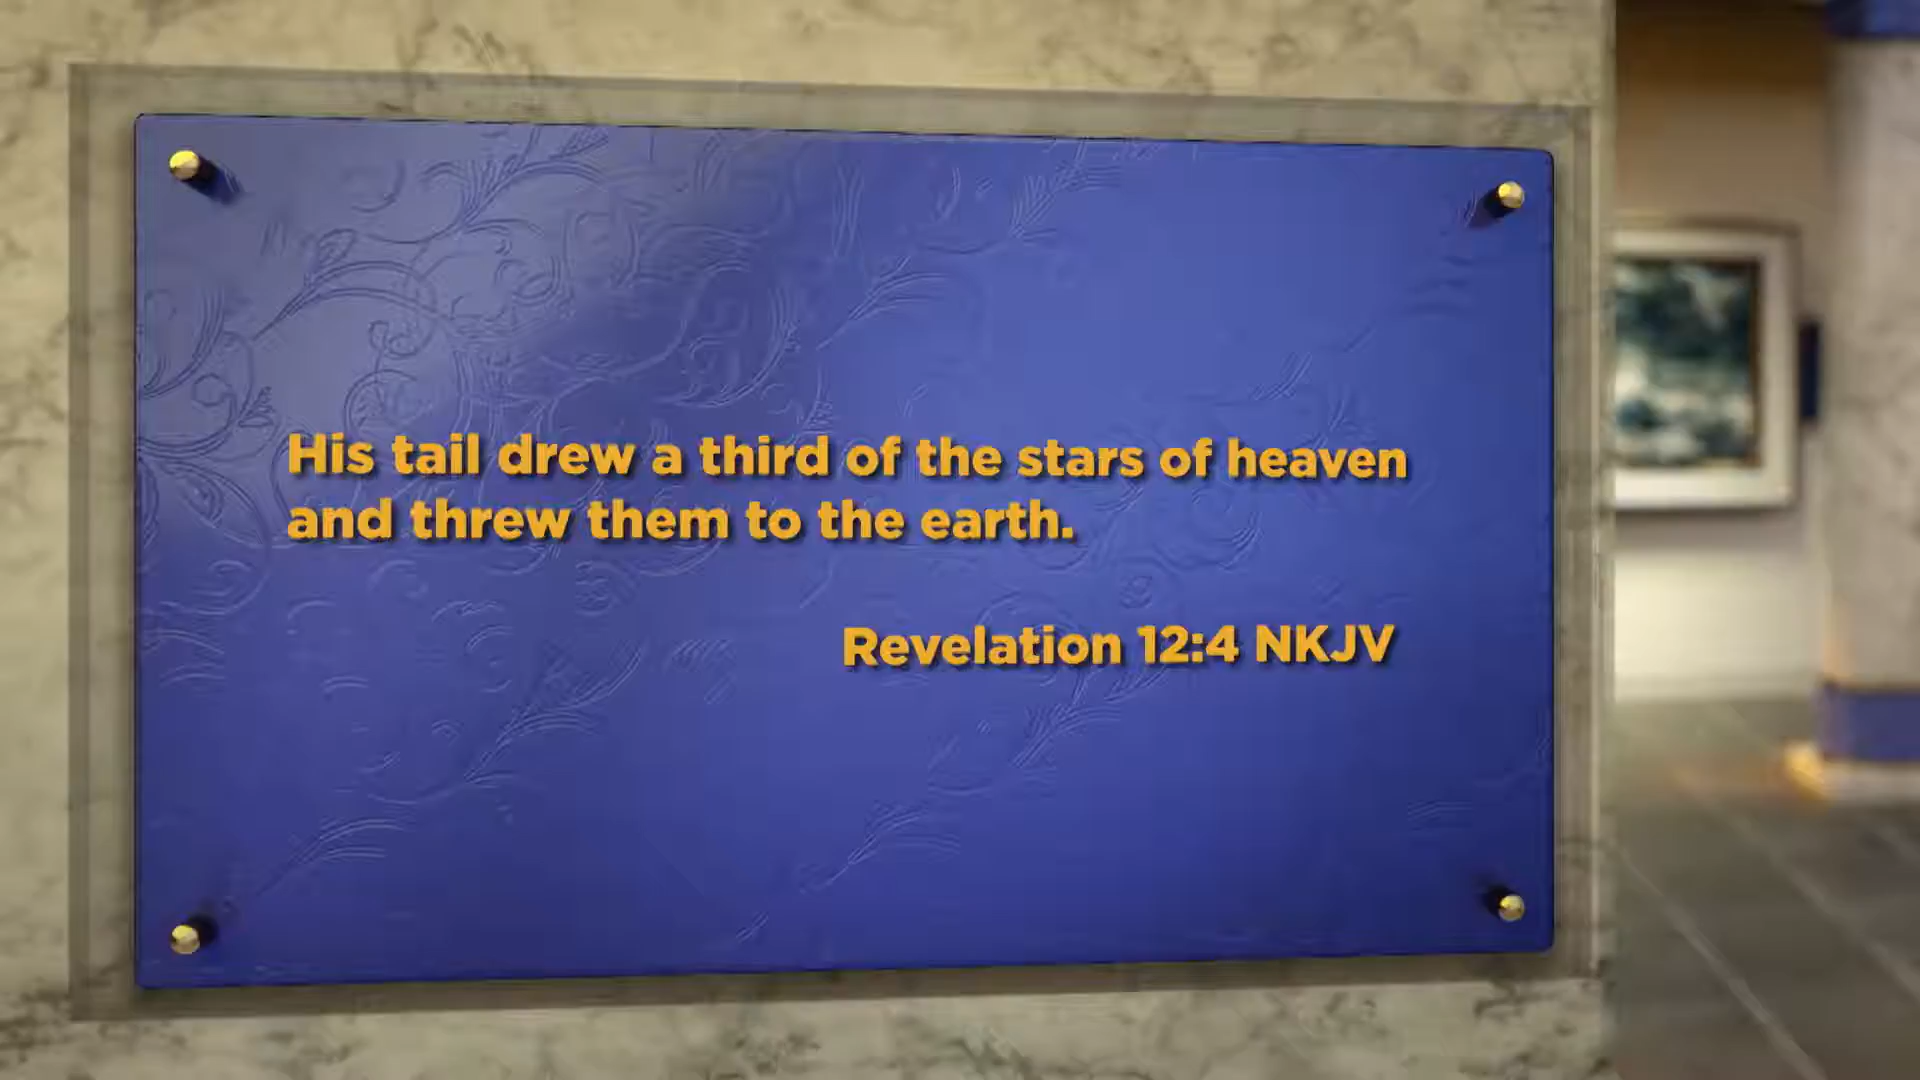 His tail drew a third of the stars of heaven
and threw them to the earth.
Revelation 12:4 NKJV